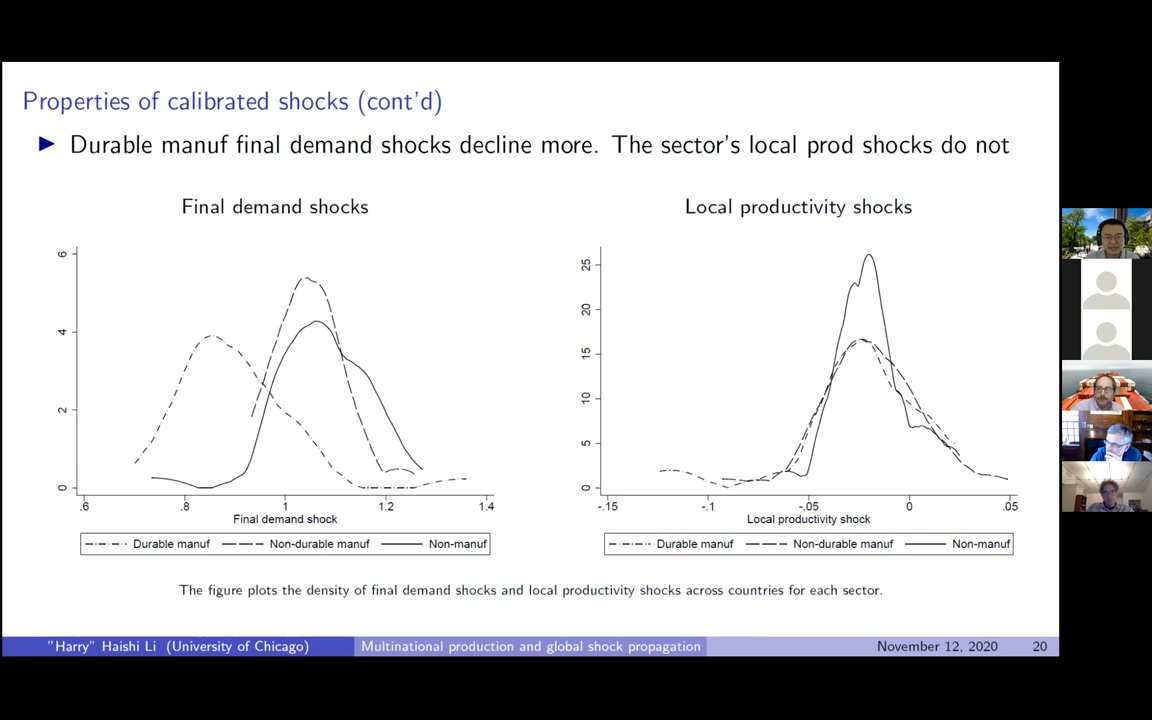 Properties of calibrated shocks (cont'd)
Durable manuf final demand shocks decline more. The sector's local prod shocks do not
Final demand shocks
6
4
2
0
.6 .8 1 1.2 1.4
Final demand shock
Durable manuf Non-durable manuf Non-manuf
Local productivity shocks
25
20
15
10
5
0
-.15 -.1 -.05 0 .05
Local productivity shock
Durable manuf Non-durable manuf Non-manuf
The figure plots the density of final demand shocks and local productivity shocks across countries for each sector.
"Harry" Haishi Li (University of Chicago) Multinational production and global shock propagation November 12, 2020 20